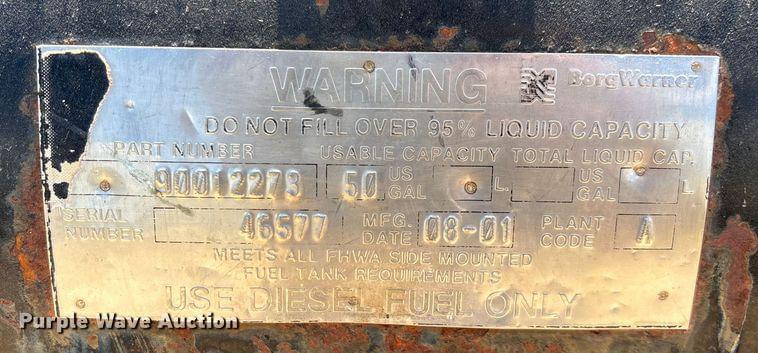 WARNING BorgWarner
DO NOT FILL OVER 95% LIQUID CAPACITY
PART NUMBER USABLE CAPACITY TOTAL LIQUID CAP.
90012273 50 US GAL L. US GAL L
SERIAL NUMBER 46577 MFG. DATE 08-01 PLANT CODE A
MEETS ALL FHWA SIDE MOUNTED
FUEL TANK REQUIREMENTS
USE DIESEL FUEL ONLY
Purple Wave Auction